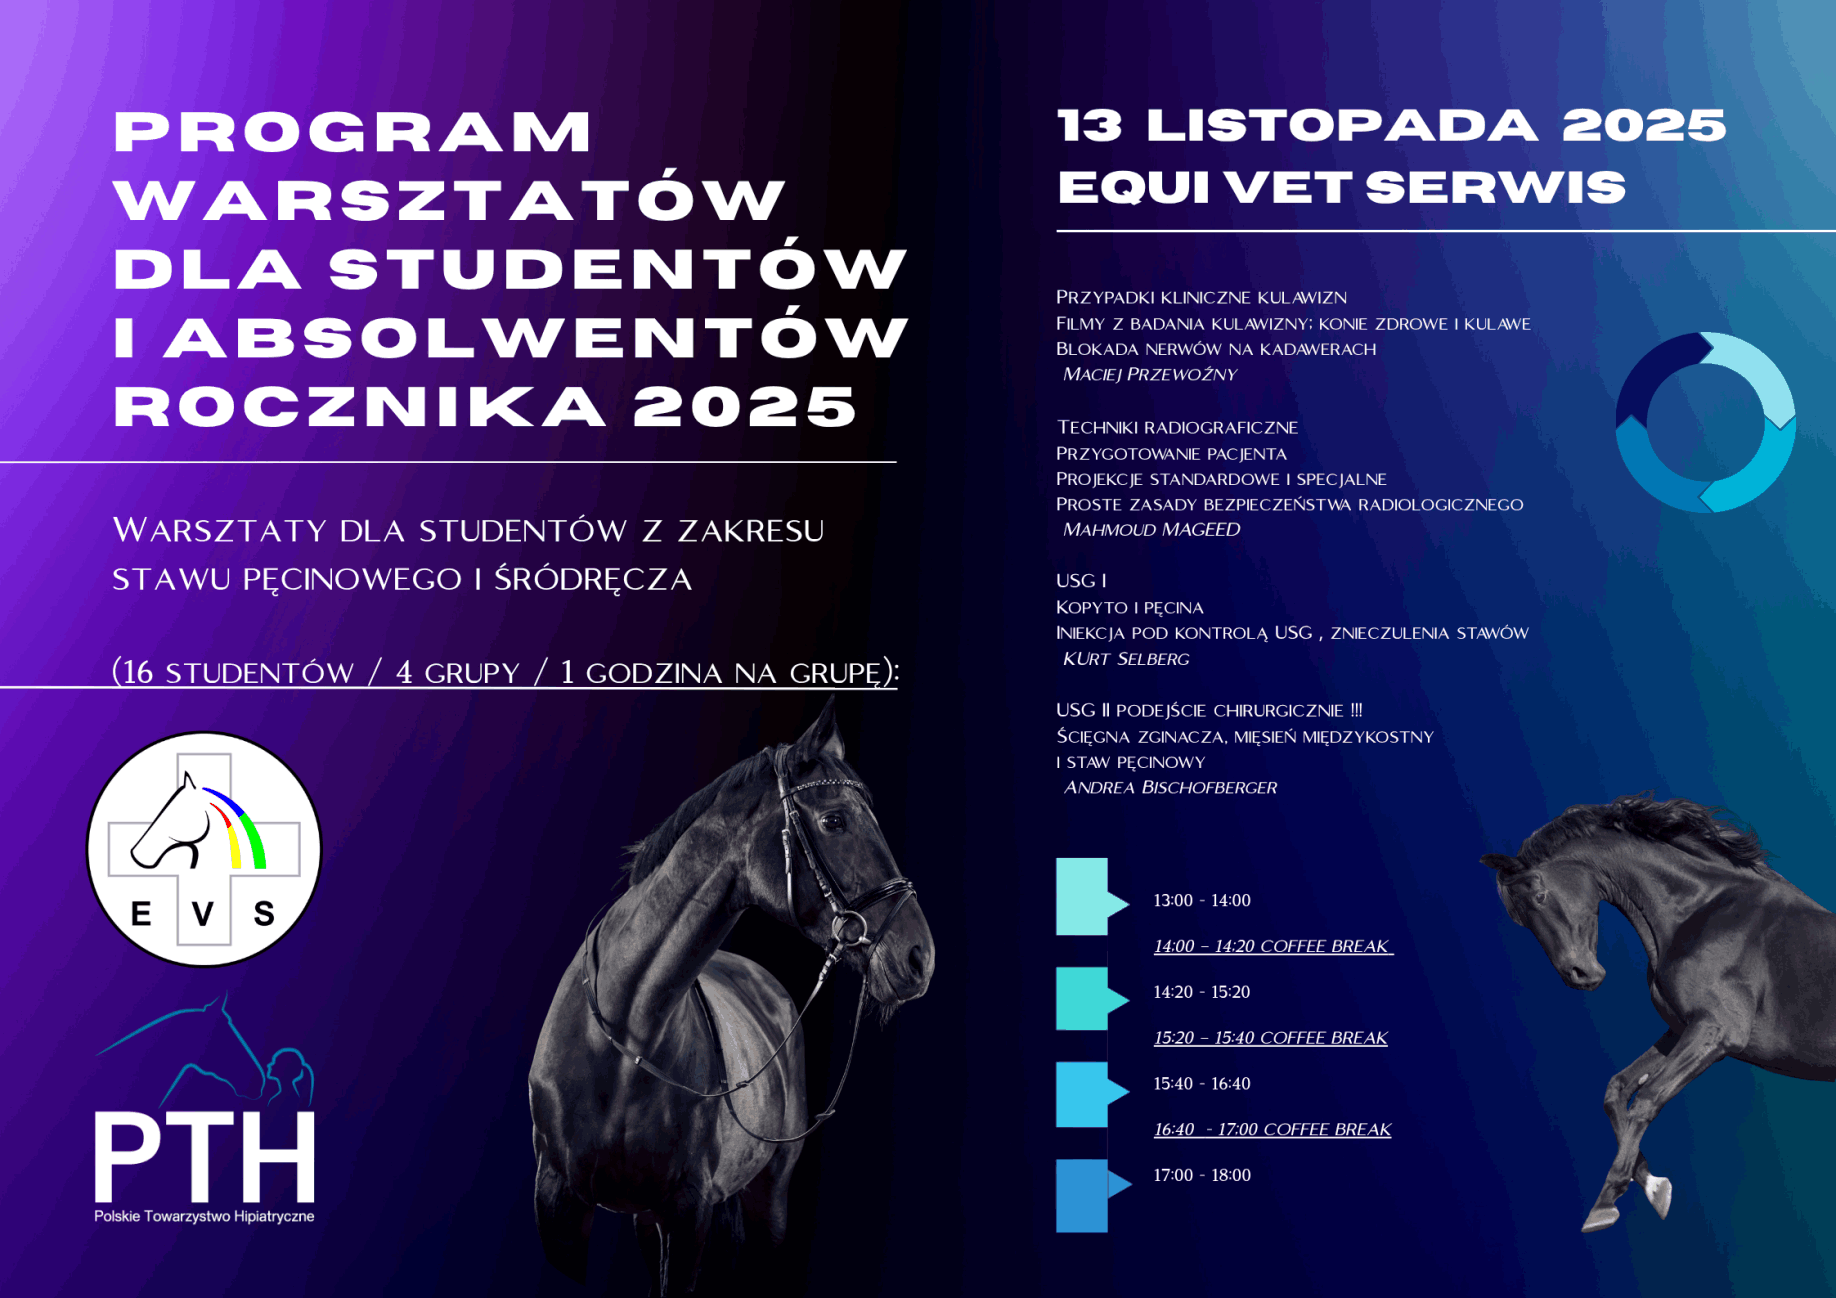 PROGRAM
WARSZTATÓW
DLA STUDENTÓW
I ABSOLWENTÓW
ROCZNIKA 2025
Warsztaty dla studentów z zakresu
stawu pęcinowego i śródręcza
(16 studentów / 4 grupy / 1 godzina na grupę):
E V S
PTH
Polskie Towarzystwo Hipiatryczne
13 LISTOPADA 2025
EQUI VET SERWIS
Przypadki kliniczne kulawizn
Filmy z badania kulawizny; konie zdrowe i kulawe
Blokada nerwów na kadawerach
Maciej Przewoźny
Techniki radiograficzne
Przygotowanie pacjenta
Projekcje standardowe i specjalne
Proste zasady bezpieczeństwa radiologicznego
Mahmoud MAGEED
USG I
Kopyto i pęcina
Iniekcja pod kontrolą USG , znieczulenia stawów
KUrt Selberg
USG II podejście chirurgicznie !!!
Ścięgna zginacza, mięsień międzykostny
i staw pęcinowy
Andrea Bischofberger
13:00 - 14:00
14:00 – 14:20 COFFEE BREAK
14:20 - 15:20
15:20 – 15:40 COFFEE BREAK
15:40 - 16:40
16:40 - 17:00 COFFEE BREAK
17:00 - 18:00